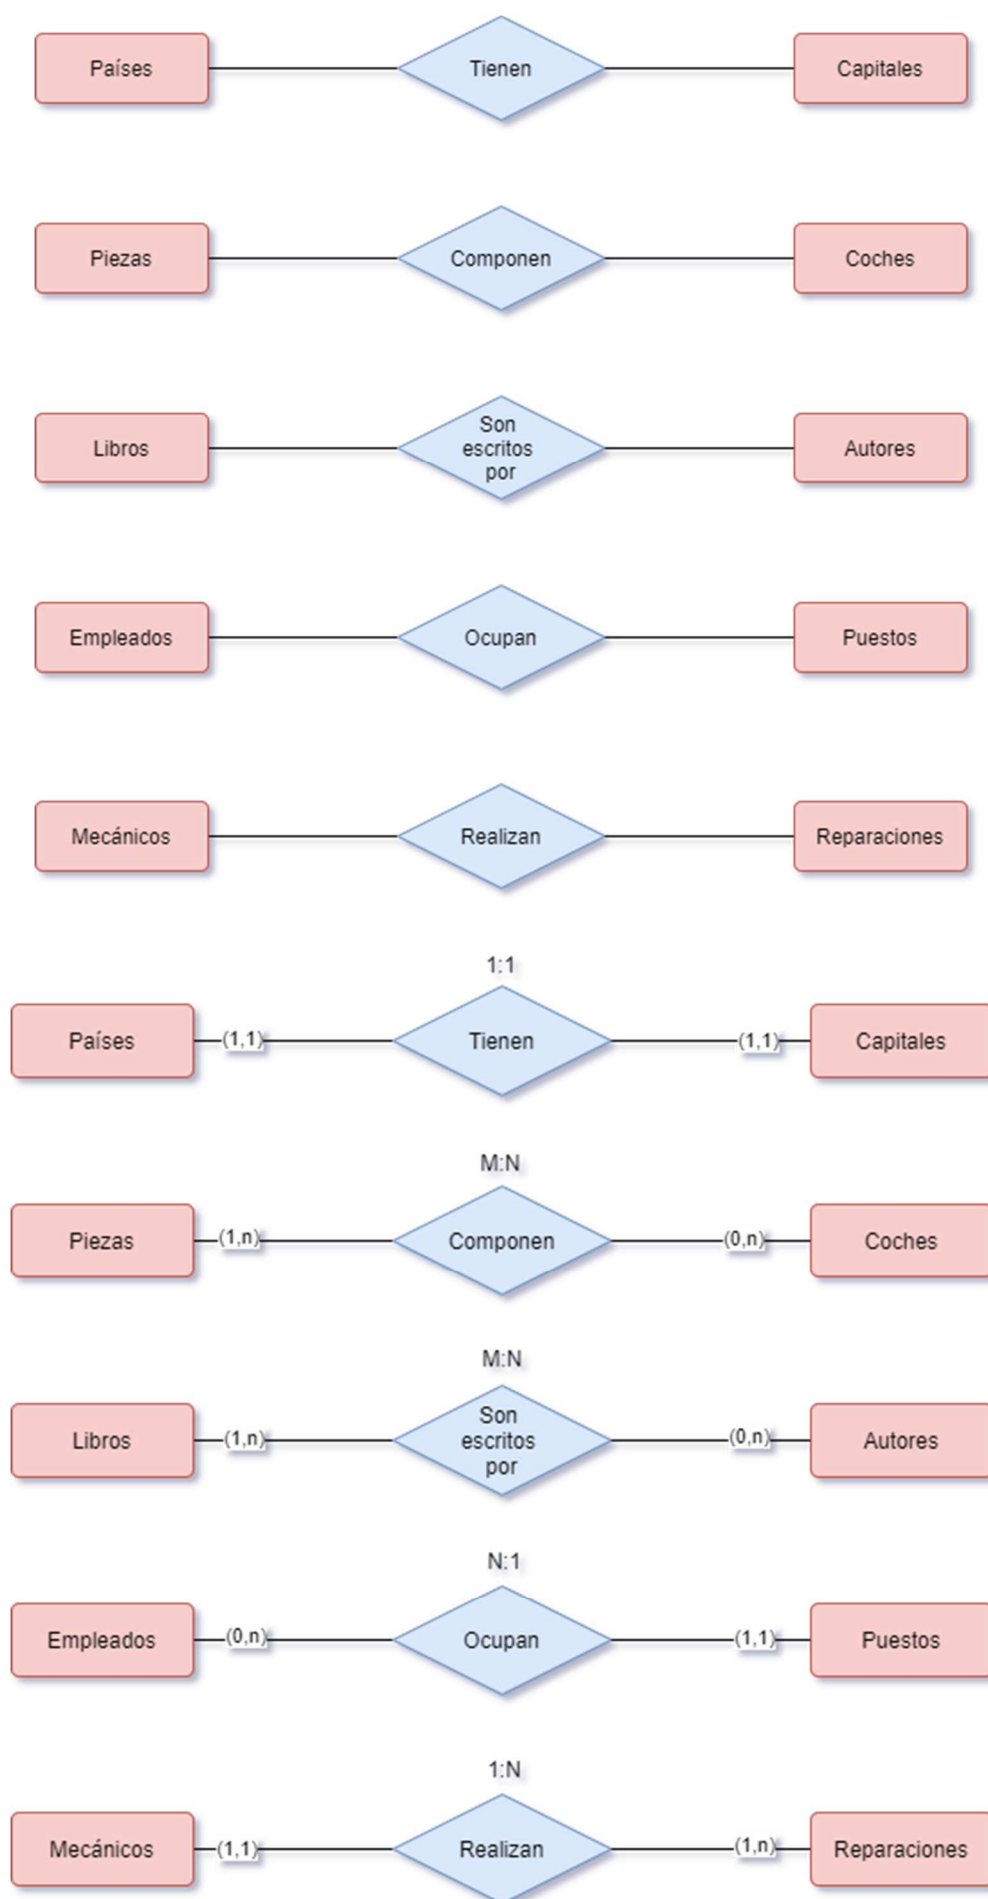 Países Tienen Capitales
Piezas Componen Coches
Libros Son escritos por Autores
Empleados Ocupan Puestos
Mecánicos Realizan Reparaciones
1:1
Países (1,1) Tienen (1,1) Capitales
M:N
Piezas (1,n) Componen (0,n) Coches
M:N
Libros (1,n) Son escritos por (0,n) Autores
N:1
Empleados (0,n) Ocupan (1,1) Puestos
1:N
Mecánicos (1,1) Realizan (1,n) Reparaciones